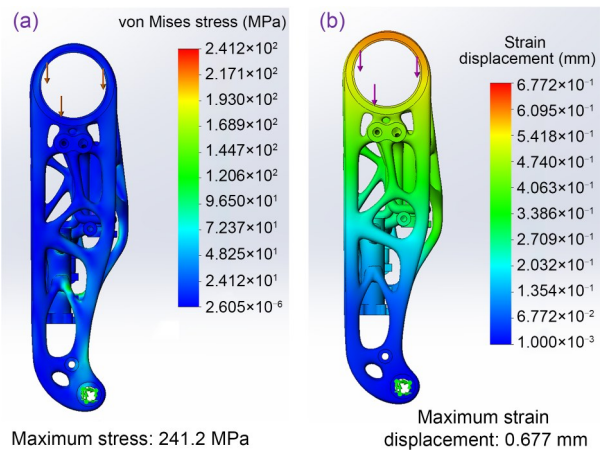 (a)
von Mises stress (MPa)
2.412×10²
2.171×10²
1.930×10²
1.689×10²
1.447×10²
1.206×10²
9.650×10¹
7.237×10¹
4.825×10¹
2.412×10¹
2.605×10⁻⁶
Maximum stress: 241.2 MPa
(b)
Strain
displacement (mm)
6.772×10⁻¹
6.095×10⁻¹
5.418×10⁻¹
4.740×10⁻¹
4.063×10⁻¹
3.386×10⁻¹
2.709×10⁻¹
2.032×10⁻¹
1.354×10⁻¹
6.772×10⁻²
1.000×10⁻³
Maximum strain
displacement: 0.677 mm